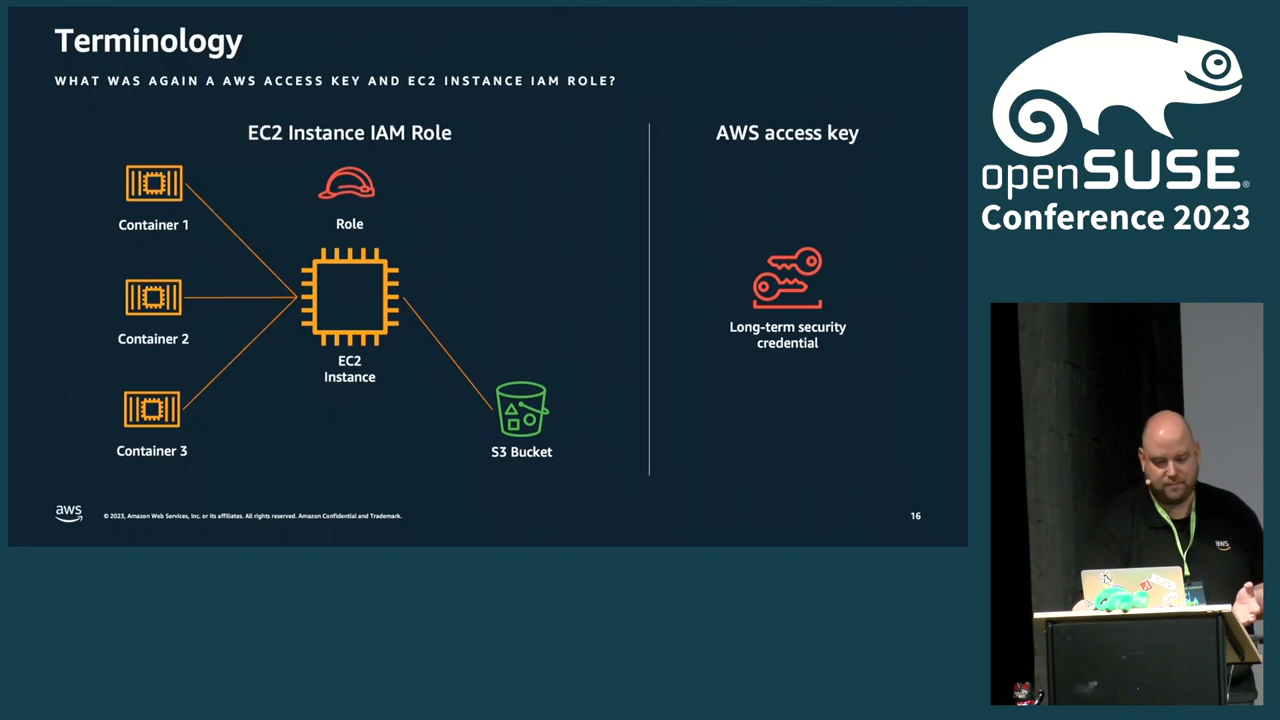 Terminology
WHAT WAS AGAIN A AWS ACCESS KEY AND EC2 INSTANCE IAM ROLE?
EC2 Instance IAM Role
Container 1
Container 2
Container 3
Role
EC2
Instance
S3 Bucket
AWS access key
Long-term security
credential
aws
© 2023, Amazon Web Services, Inc. or its affiliates. All rights reserved. Amazon Confidential and Trademark.
16
openSUSE®
Conference 2023
aws